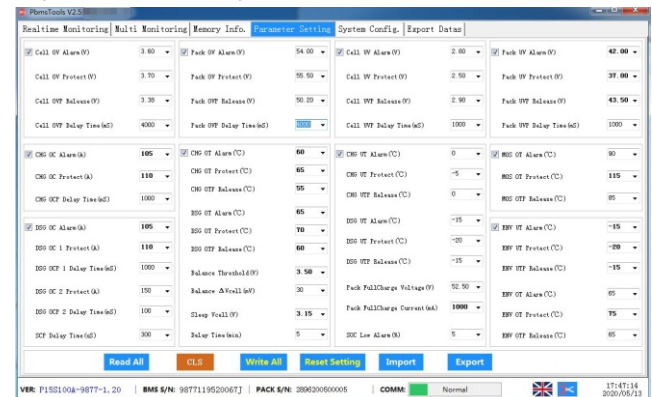 PbmsTools V2.5
Realtime Monitoring Multi Monitoring Memory Info. Parameter Setting System Config. Export Datas
Cell OV Alarm(V) 3.60 Pack OV Alarm(V) 54.00 Cell UV Alarm(V) 2.80 Pack UV Alarm(V) 42.00
Cell OV Protect(V) 3.70 Pack OV Protect(V) 55.50 Cell UV Protect(V) 2.50 Pack UV Protect(V) 37.00
Cell OVP Release(V) 3.38 Pack OVP Release(V) 50.20 Cell UVP Release(V) 2.90 Pack UVP Release(V) 43.50
Cell OVP Delay Time(mS) 4000 Pack OVP Delay Time(mS) Cell UVP Delay Time(mS) 1000 Pack UVP Delay Time(mS) 1000
CHG OC Alarm(A) 105 CHG OT Alarm(℃) 60 CHG UT Alarm(℃) 0 MOS OT Alarm(℃) 90
CHG OC Protect(A) 110 CHG OT Protect(℃) 65 CHG UT Protect(℃) -5 MOS OT Protect(℃) 115
CHG OCP Delay Time(mS) 1000 CHG OTP Release(℃) 55 CHG UTP Release(℃) 0 MOS OTP Release(℃) 85
DSG OC Alarm(A) 105 DSG OT Alarm(℃) 65 DSG UT Alarm(℃) -15 ENV UT Alarm(℃) -15
DSG OC 1 Protect(A) 110 DSG OT Protect(℃) 70 DSG UT Protect(℃) -20 ENV UT Protect(℃) -20
DSG OCP 1 Delay Time(mS) 1000 DSG OTP Release(℃) 60 DSG UTP Release(℃) -15 ENV UTP Release(℃) -15
Balance Threshold(V) 3.50
DSG OC 2 Protect(A) 150 Balance ΔVcell(mV) 30 Pack FullCharge Voltage(V) 52.50 ENV OT Alarm(℃) 65
DSG OCP 2 Delay Time(mS) 100 Sleep Vcell(V) 3.15 Pack FullCharge Current(mA) 1000 ENV OT Protect(℃) 75
SCP Delay Time(uS) 300 Delay Time(min) 5 SOC Low Alarm(%) 5 ENV OTP Release(℃) 65
Read All CLS Write All Reset Setting Import Export
VER: P15S100A-9877-1.20 BMS S/N: 9877119520067J PACK S/N: 2896200500005 COMM: Normal 17:47:14
2020/05/13